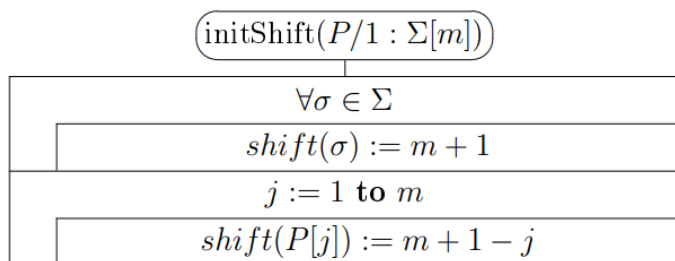 initShift(P/1 : Σ[m])
∀σ ∈ Σ
shift(σ) := m + 1
j := 1 to m
shift(P[j]) := m + 1 − j